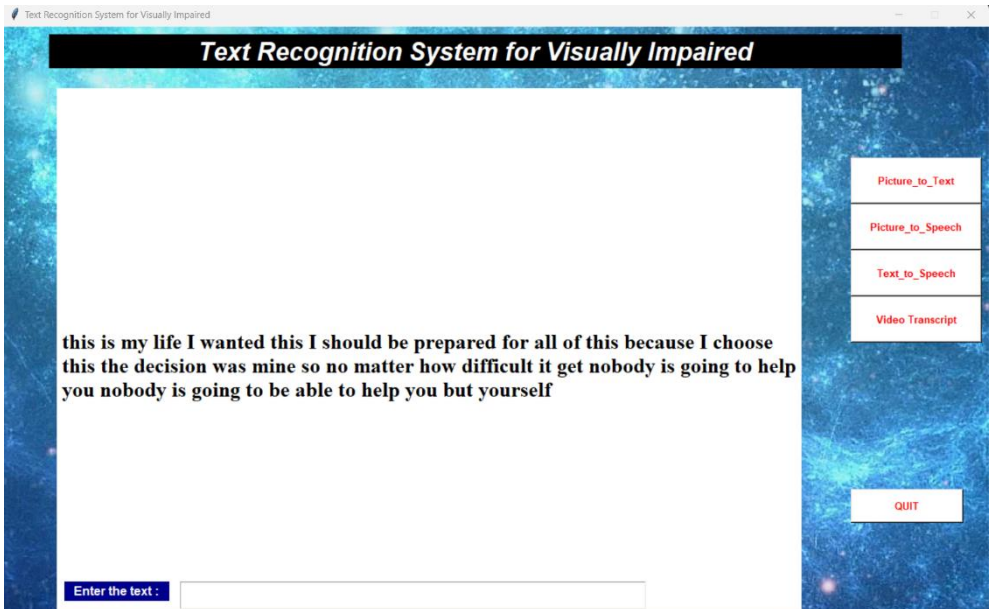 Text Recognition System for Visually Impaired
Text Recognition System for Visually Impaired
Picture_to_Text
Picture_to_Speech
Text_to_Speech
Video Transcript
this is my life I wanted this I should be prepared for all of this because I choose
this the decision was mine so no matter how difficult it get nobody is going to help
you nobody is going to be able to help you but yourself
QUIT
Enter the text :